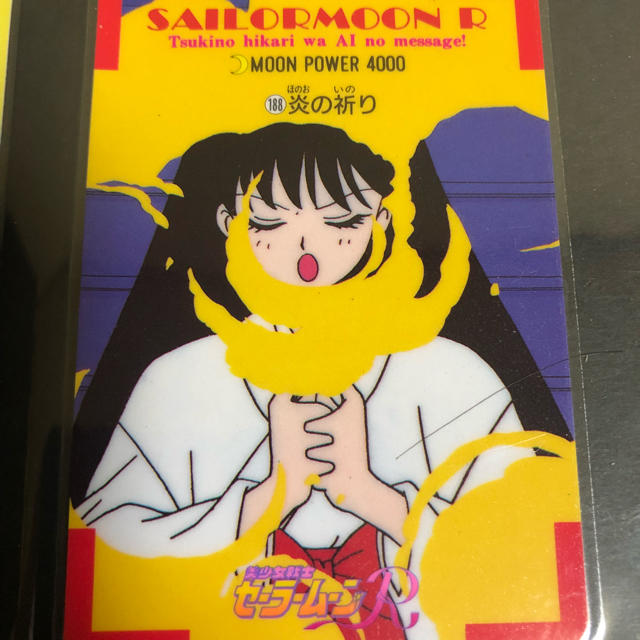 SAILORMOON R
Tsukino hikari wa AI no message!
MOON POWER 4000
ほのお いの
188 炎の祈り
美少女戦士
セーラームーンR